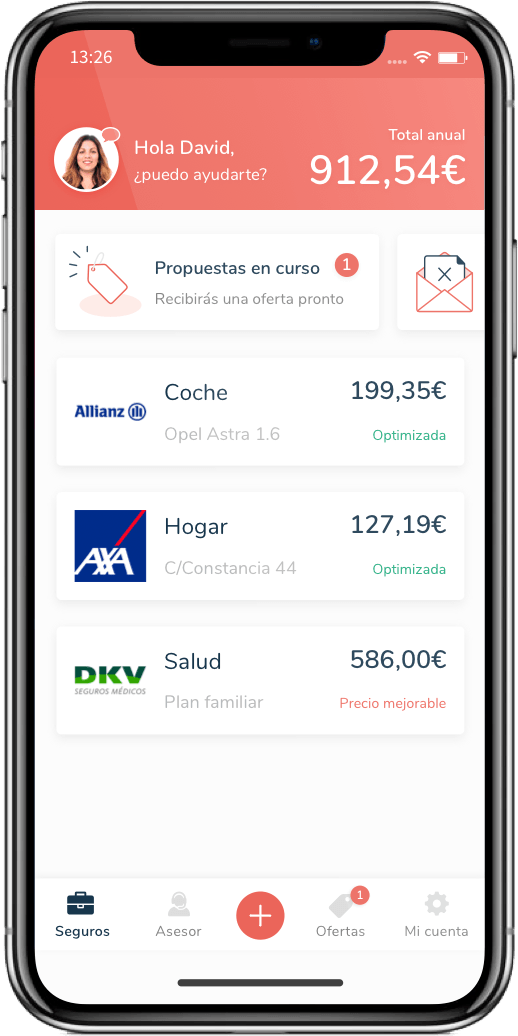 13:26
Hola David,
¿puedo ayudarte?
Total anual
912,54€
Propuestas en curso 1
Recibirás una oferta pronto
Allianz
Coche
199,35€
Opel Astra 1.6
Optimizada
AXA
Hogar
127,19€
C/Constancia 44
Optimizada
DKV
SEGUROS MÉDICOS
Salud
586,00€
Plan familiar
Precio mejorable
1
Seguros
Asesor
Ofertas
Mi cuenta